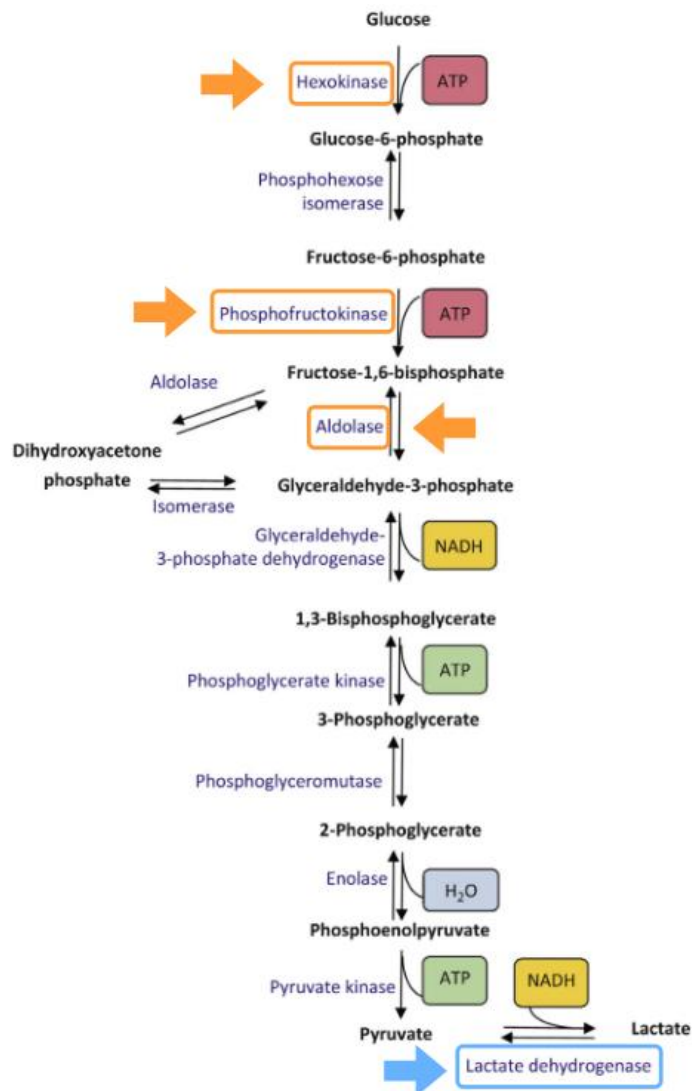 Glucose
Hexokinase
ATP
Glucose-6-phosphate
Phosphohexose
isomerase
Fructose-6-phosphate
Phosphofructokinase
ATP
Fructose-1,6-bisphosphate
Aldolase
Aldolase
Dihydroxyacetone
phosphate
Glyceraldehyde-3-phosphate
Isomerase
Glyceraldehyde-
3-phosphate dehydrogenase
NADH
1,3-Bisphosphoglycerate
Phosphoglycerate kinase
ATP
3-Phosphoglycerate
Phosphoglyceromutase
2-Phosphoglycerate
Enolase
H₂O
Phosphoenolpyruvate
Pyruvate kinase
ATP
NADH
Pyruvate
Lactate
Lactate dehydrogenase